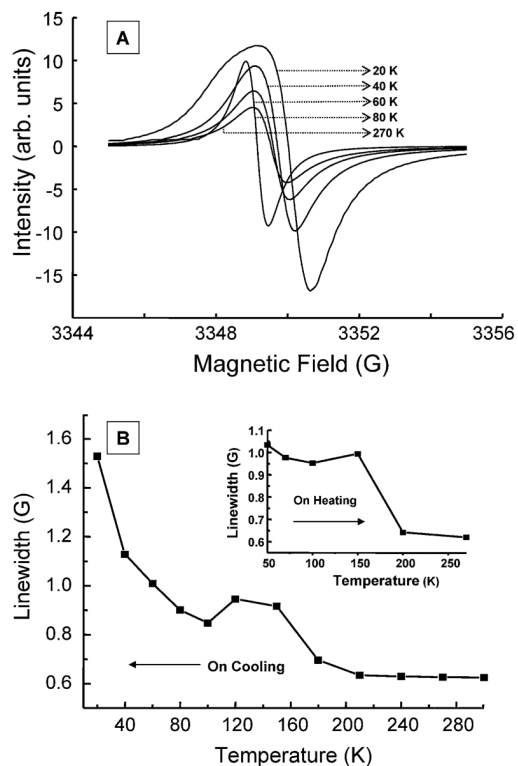 A
15
10
5
0
-5
-10
-15
Intensity (arb. units)
20 K
40 K
60 K
80 K
270 K
3344 3348 3352 3356
Magnetic Field (G)
B
1.6
1.4
1.2
1.0
0.8
0.6
Linewidth (G)
On Cooling
40 80 120 160 200 240 280
Temperature (K)
1.1
1.0
0.9
0.8
0.7
0.6
Linewidth (G)
On Heating
50 100 150 200 250
Temperature (K)